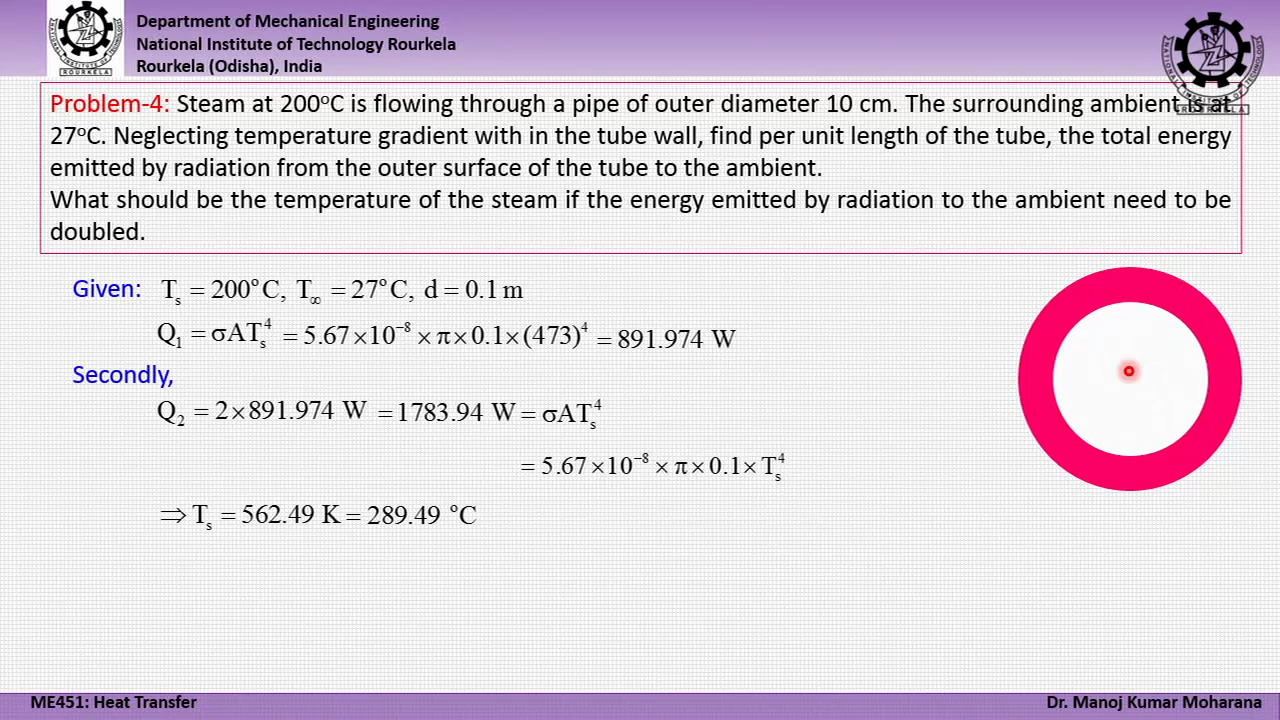 Department of Mechanical Engineering
National Institute of Technology Rourkela
Rourkela (Odisha), India
Problem-4: Steam at 200°C is flowing through a pipe of outer diameter 10 cm. The surrounding ambient is at
27°C. Neglecting temperature gradient with in the tube wall, find per unit length of the tube, the total energy
emitted by radiation from the outer surface of the tube to the ambient.
What should be the temperature of the steam if the energy emitted by radiation to the ambient need to be
doubled.
Given: Tₛ = 200°C, T∞ = 27°C, d = 0.1 m
Q₁ = σATₛ⁴ = 5.67×10⁻⁸ × π × 0.1 × (473)⁴ = 891.974 W
Secondly,
Q₂ = 2×891.974 W = 1783.94 W = σATₛ⁴
= 5.67×10⁻⁸ × π × 0.1× Tₛ⁴
⇒ Tₛ = 562.49 K = 289.49 °C
ME451: Heat Transfer
Dr. Manoj Kumar Moharana